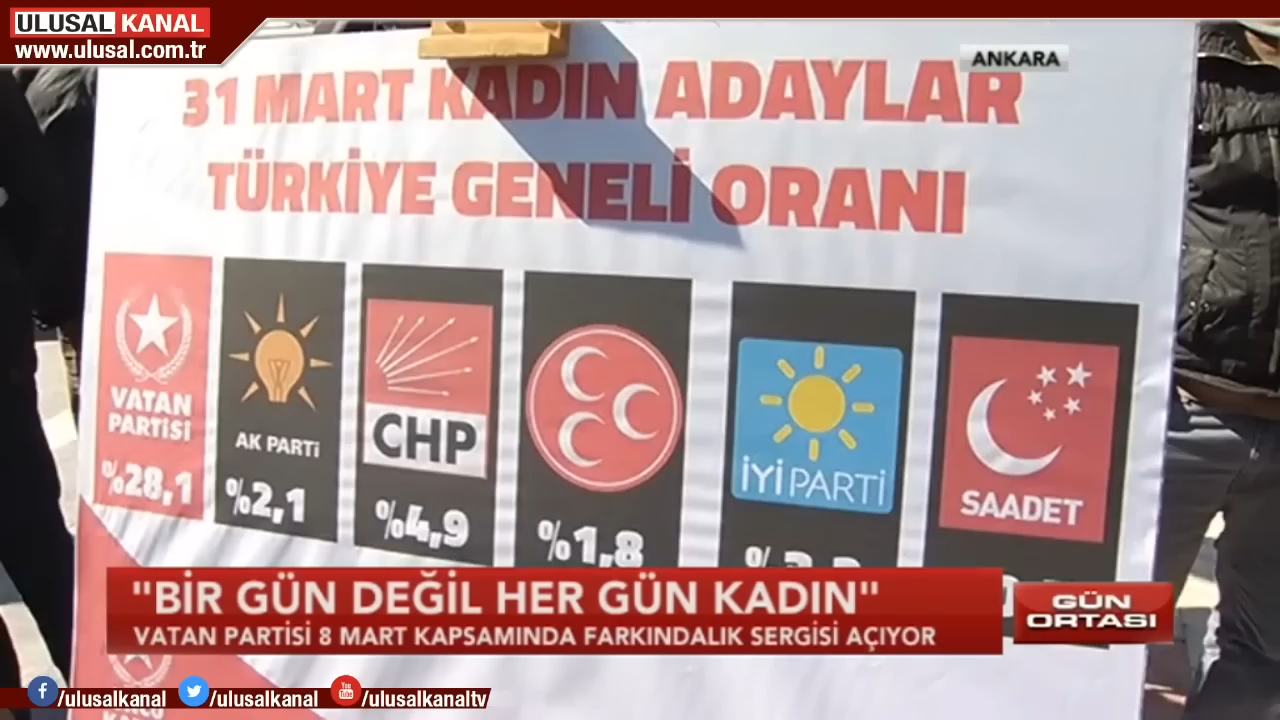 ULUSAL KANAL
www.ulusal.com.tr
ANKARA
31 MART KADIN ADAYLAR
TÜRKİYE GENELİ ORANI
VATAN
PARTİSİ
%28,1
AK PARTİ
%2,1
CHP
%4,9
%1,8
İYİ PARTİ
SAADET
"BİR GÜN DEĞİL HER GÜN KADIN"
VATAN PARTİSİ 8 MART KAPSAMINDA FARKINDALIK SERGİSİ AÇIYOR
GÜN
ORTASI
/ulusalkanal
/ulusalkanal
You
Tube
/ulusalkanaltv